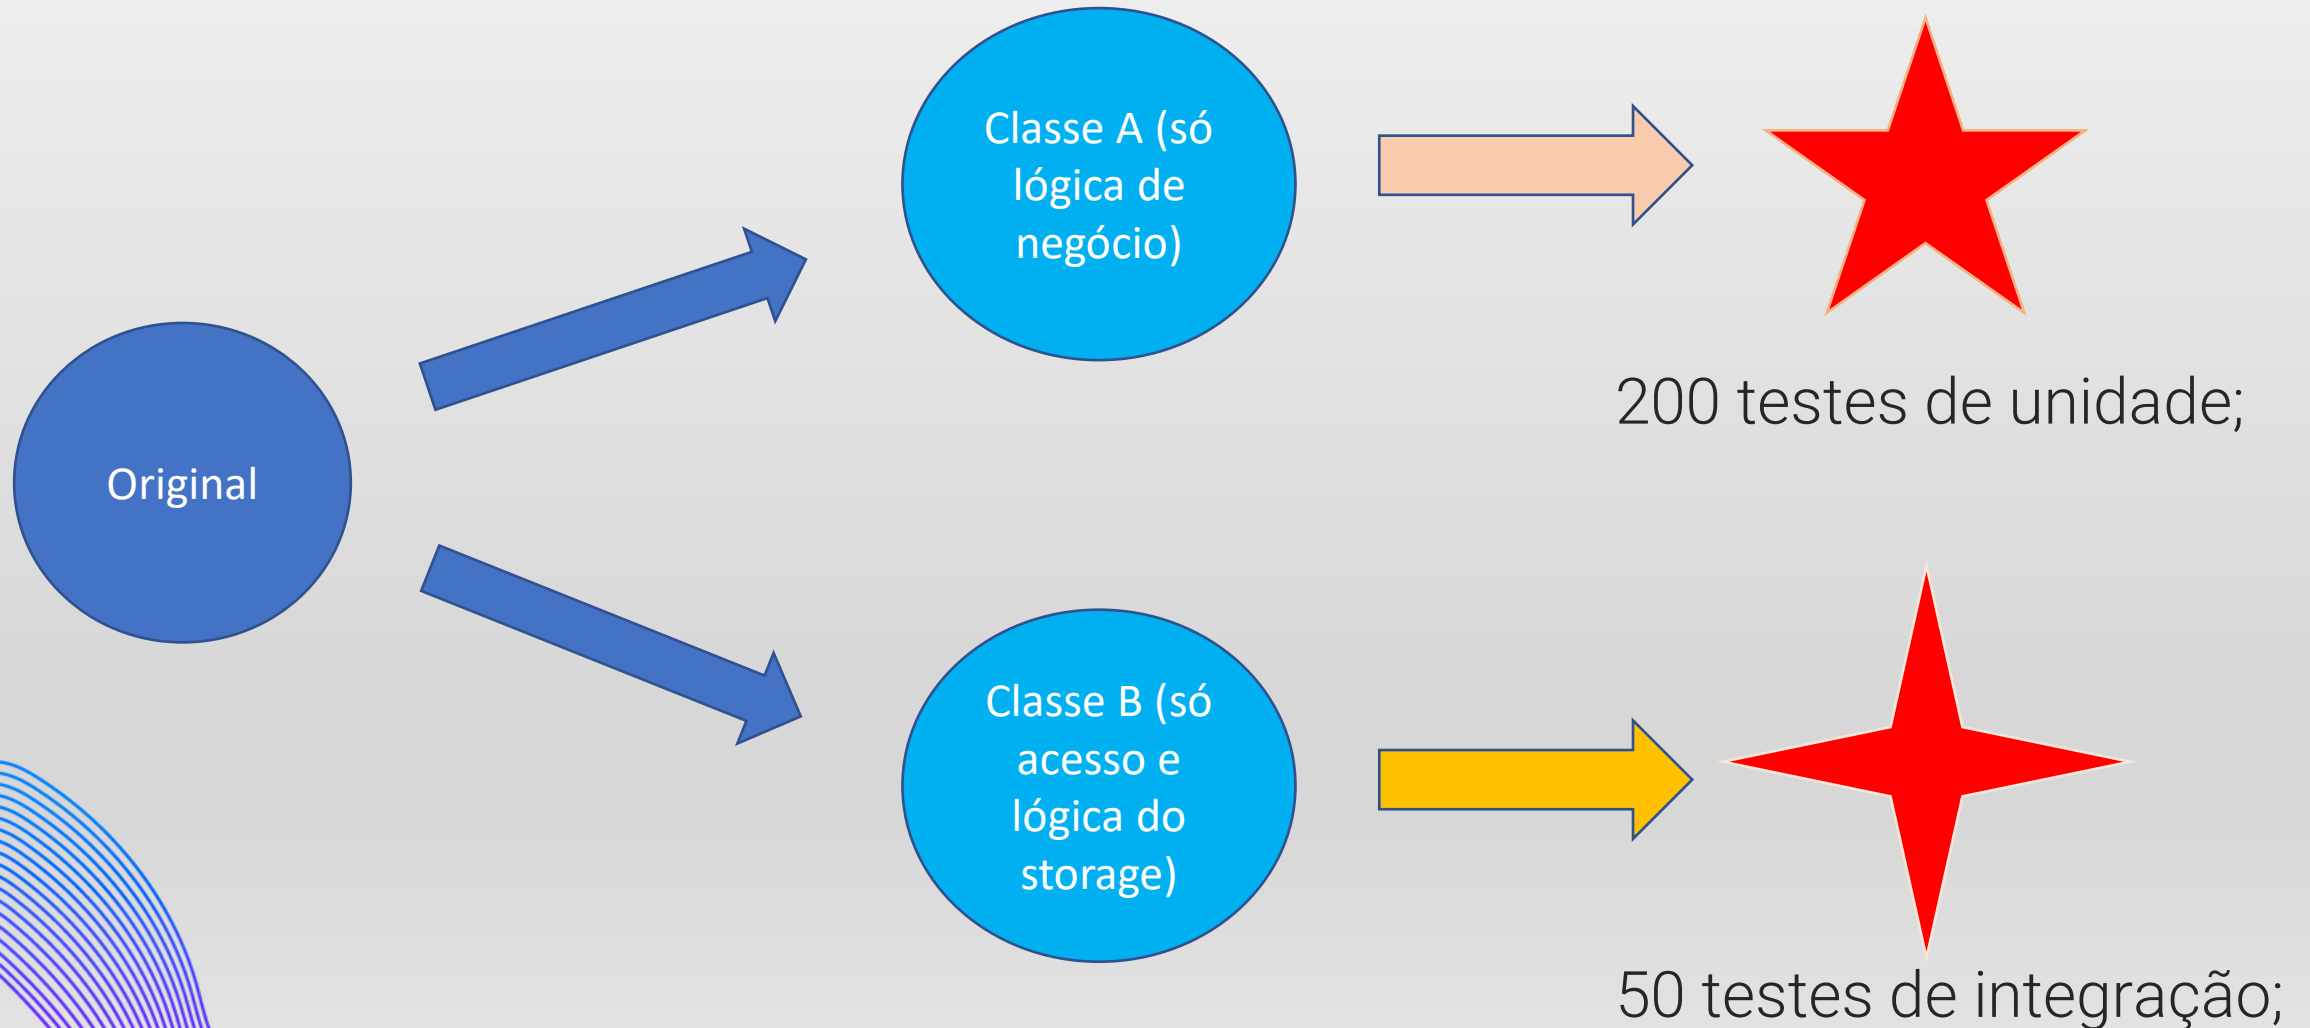 Original
Classe A (só
lógica de
negócio)
200 testes de unidade;
Classe B (só
acesso e
lógica do
storage)
50 testes de integração;